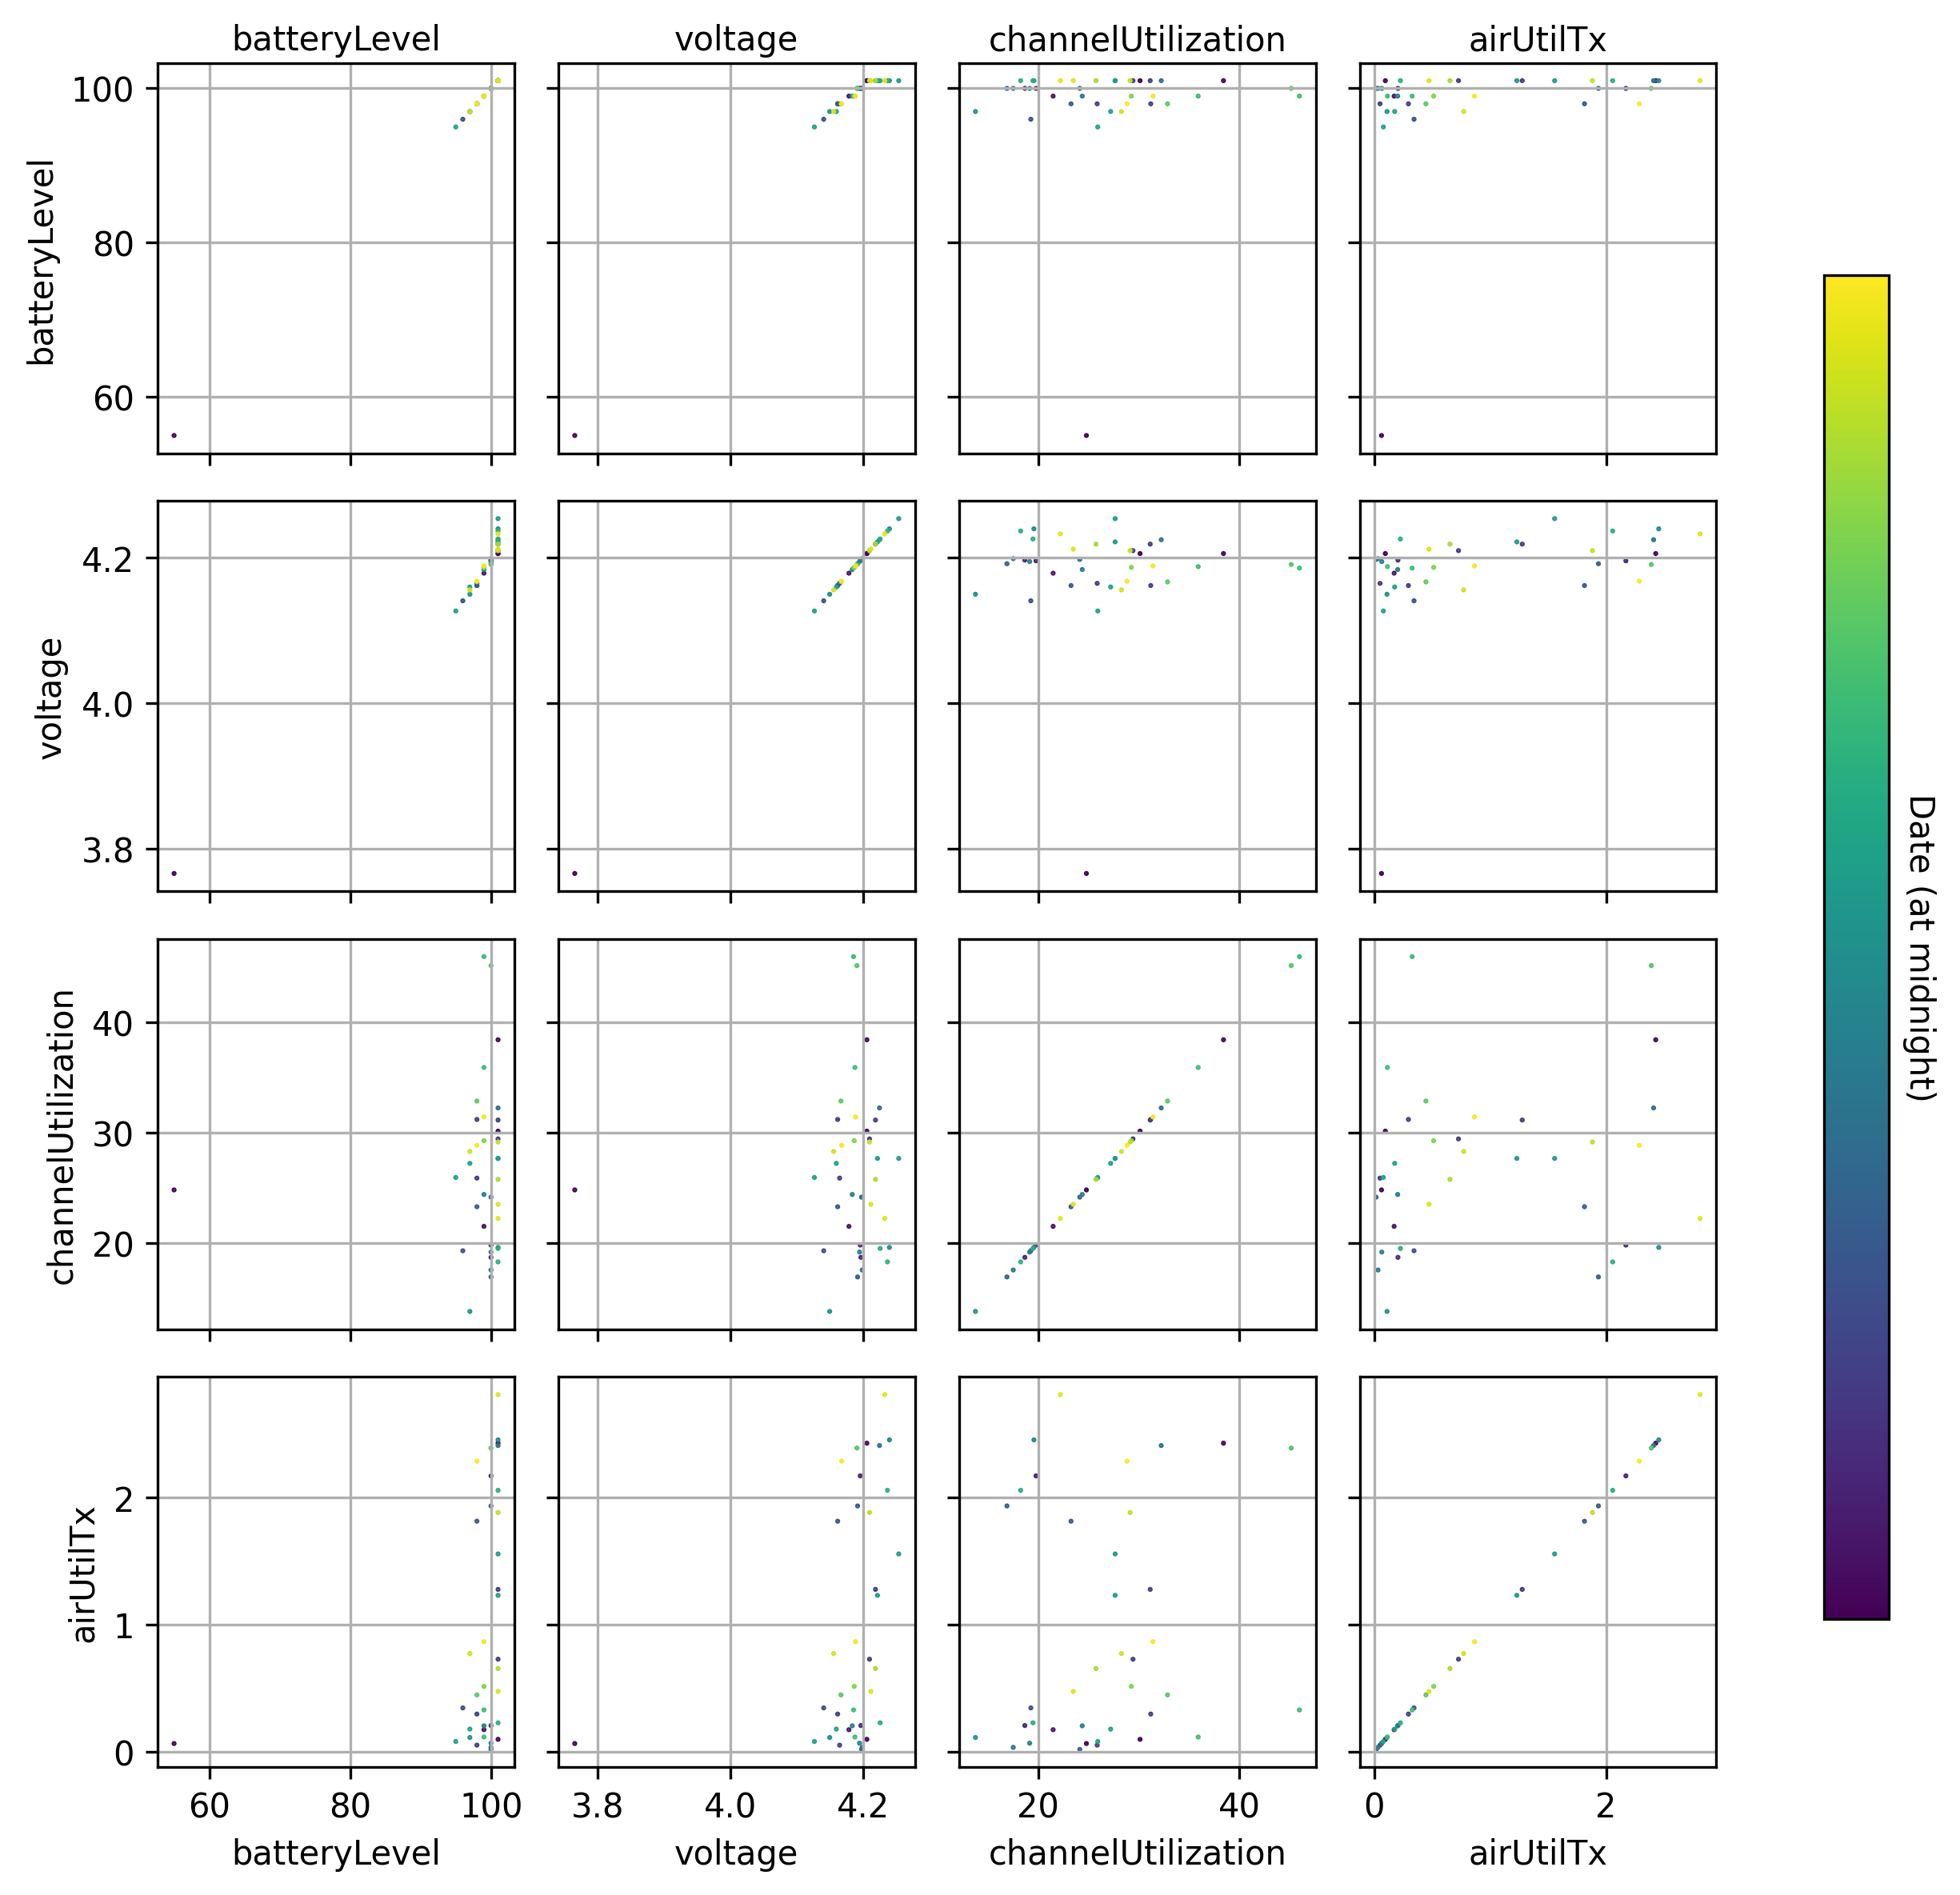 batteryLevel voltage channelUtilization airUtilTx
batteryLevel
100
80
60
voltage
4.2
4.0
3.8
channelUtilization
40
30
20
airUtilTx
2
1
0
60 80 100 3.8 4.0 4.2 20 40 0 2
batteryLevel voltage channelUtilization airUtilTx
Date (at midnight)